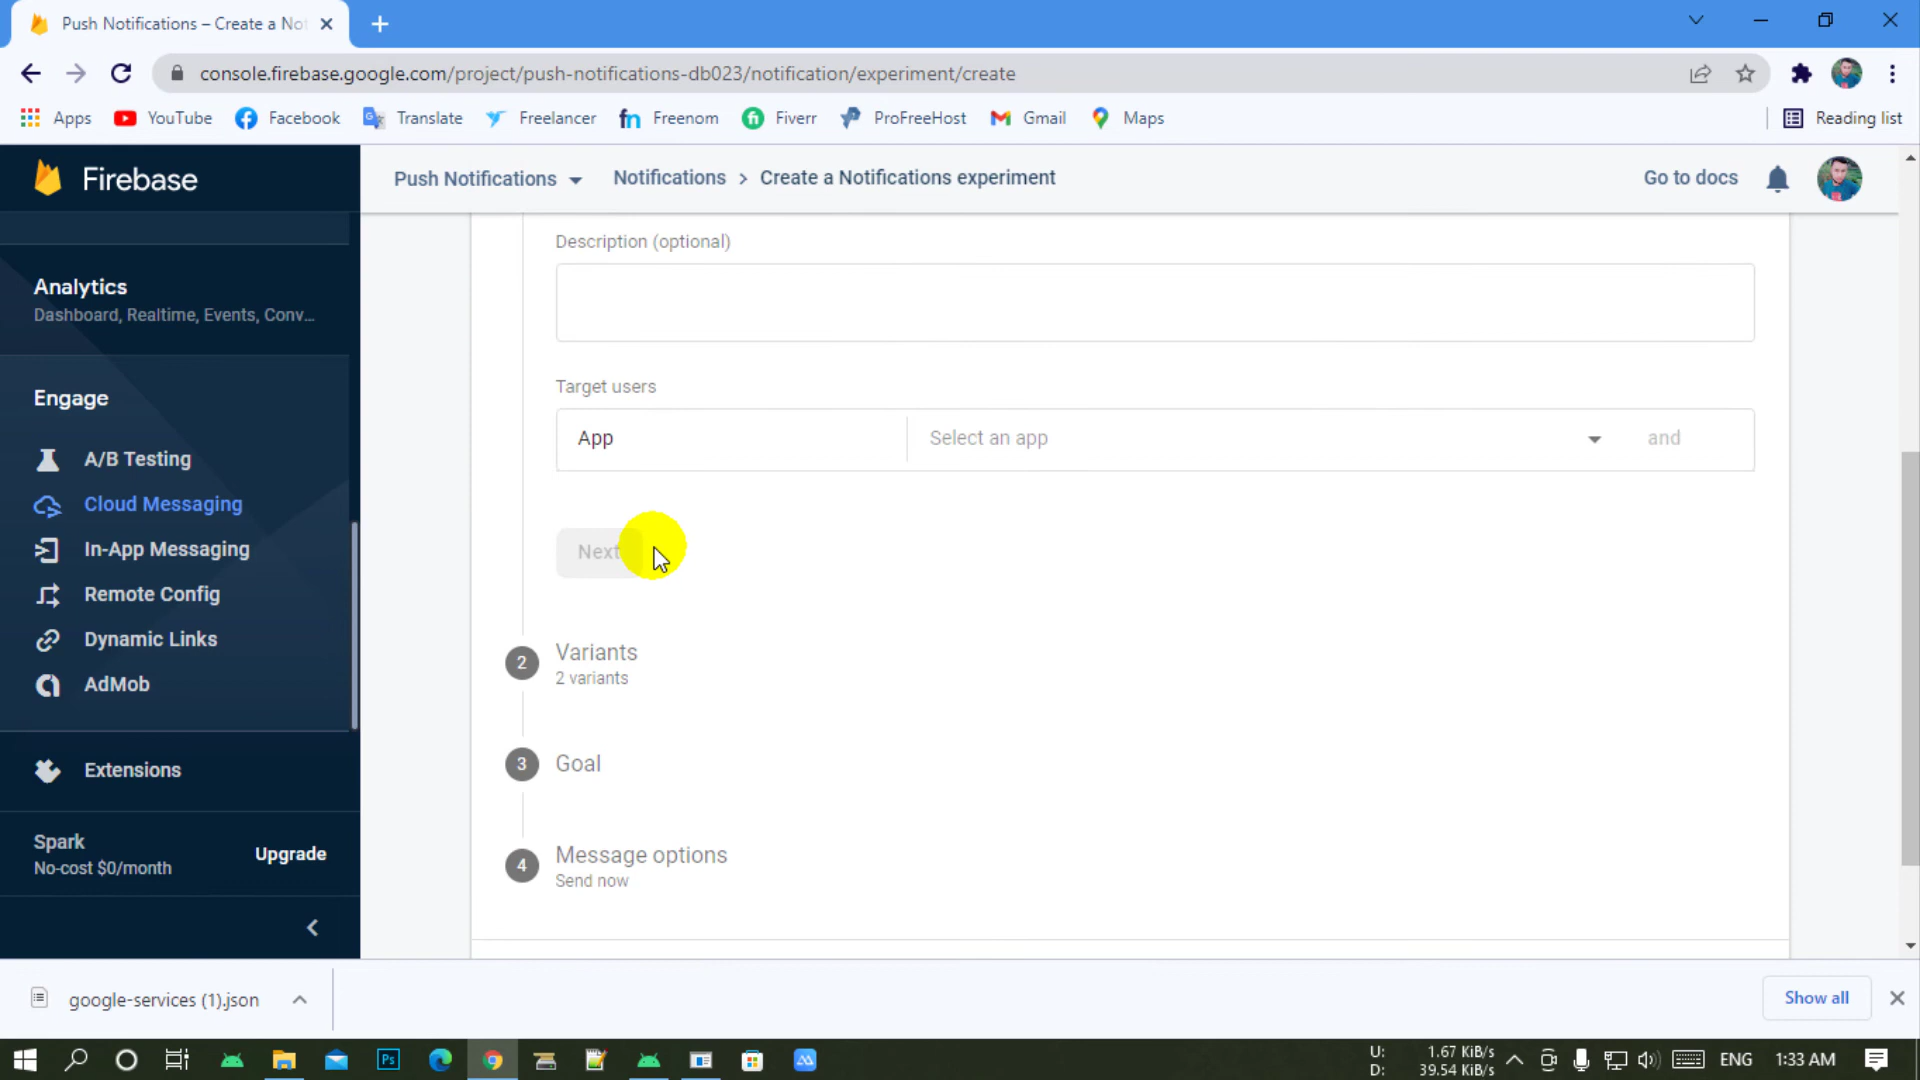 Push Notifications – Create a No
console.firebase.google.com/project/push-notifications-db023/notification/experiment/create
Apps YouTube Facebook Translate Freelancer Freenom Fiverr ProFreeHost Gmail Maps Reading list
Firebase
Push Notifications Notifications > Create a Notifications experiment Go to docs
Analytics
Dashboard, Realtime, Events, Conv...
Engage
A/B Testing
Cloud Messaging
In-App Messaging
Remote Config
Dynamic Links
AdMob
Extensions
Spark
No-cost $0/month
Upgrade
Description (optional)
Target users
App Select an app and
Next
2 Variants
2 variants
3 Goal
4 Message options
Send now
google-services (1).json Show all
U: 1.67 KiB/s
D: 39.54 KiB/s
ENG 1:33 AM